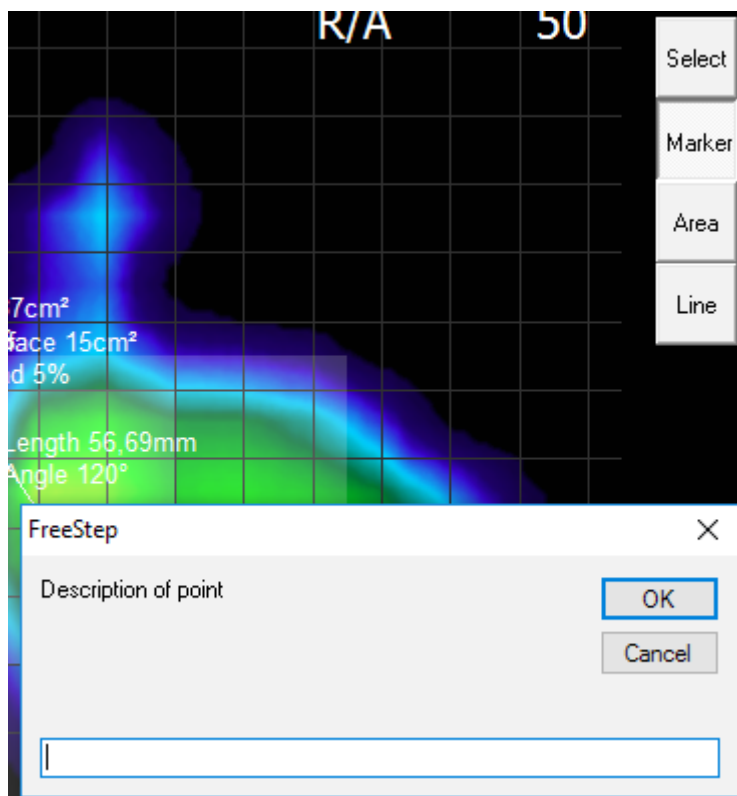 R/A 50
Select
Marker
Area
Line
7cm²
face 15cm²
d 5%
Length 56,69mm
Angle 120°
FreeStep
Description of point
OK
Cancel